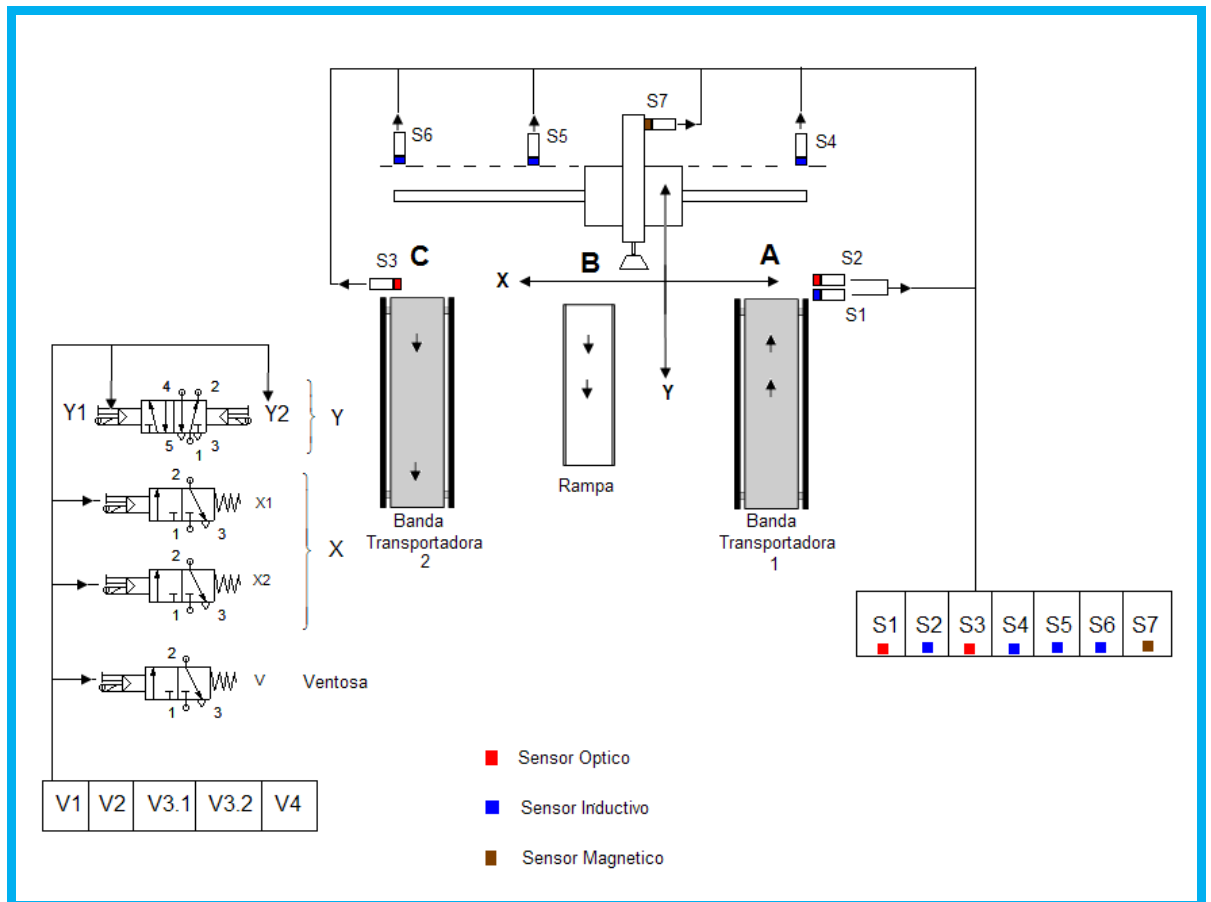 S7
S6
S5
S4
S3
C
B
A
S2
X
S1
Y
4
2
Y1
Y2
Y
5
1
3
Rampa
2
X1
1
3
X
Banda
Transportadora
2
Banda
Transportadora
1
2
X2
1
3
S1 S2 S3 S4 S5 S6 S7
2
V Ventosa
1
3
Sensor Optico
V1 V2 V3.1 V3.2 V4
Sensor Inductivo
Sensor Magnetico